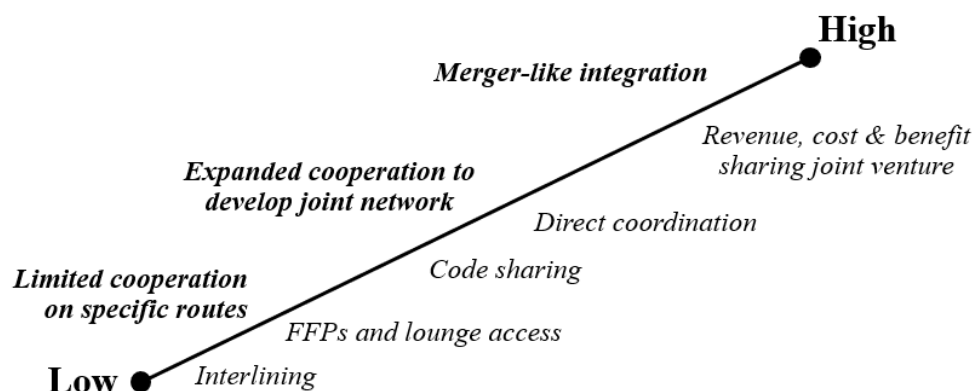 High
Merger-like integration
Revenue, cost & benefit
sharing joint venture
Expanded cooperation to
develop joint network
Direct coordination
Code sharing
Limited cooperation
on specific routes
FFPs and lounge access
Low
Interlining